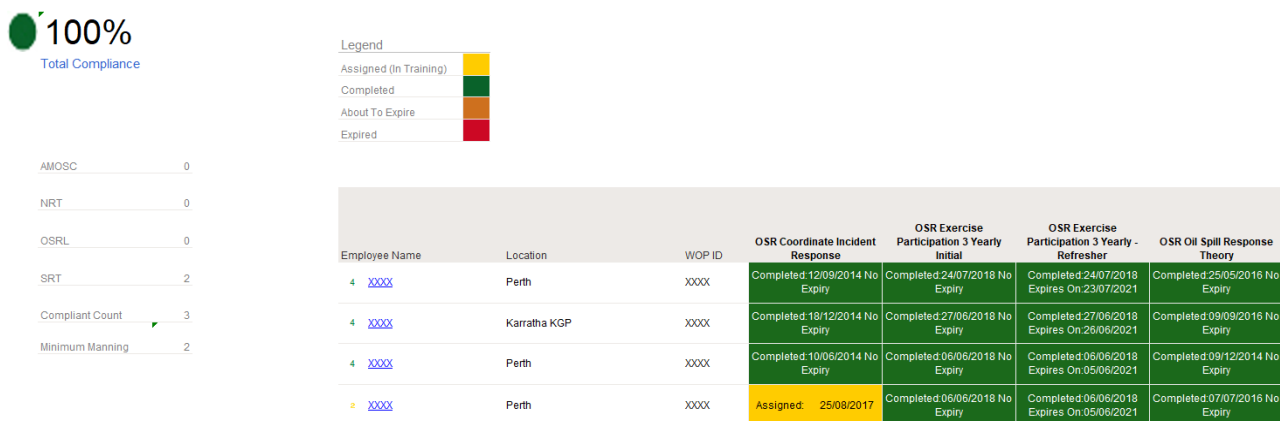 100%
Total Compliance
Legend
Assigned (In Training)
Completed
About To Expire
Expired
AMOSC 0
NRT 0
OSRL 0
SRT 2
Compliant Count 3
Minimum Manning 2
Employee Name Location WOP ID OSR Coordinate Incident Response OSR Exercise Participation 3 Yearly Initial OSR Exercise Participation 3 Yearly - Refresher OSR Oil Spill Response Theory
4 XXXX Perth XXXX Completed:12/09/2014 No Expiry Completed:24/07/2018 No Expiry Completed:24/07/2018 Expires On:23/07/2021 Completed:25/05/2016 No Expiry
4 XXXX Karratha KGP XXXX Completed:18/12/2014 No Expiry Completed:27/06/2018 No Expiry Completed:27/06/2018 Expires On:26/06/2021 Completed:09/09/2016 No Expiry
4 XXXX Perth XXXX Completed:10/06/2014 No Expiry Completed:06/06/2018 No Expiry Completed:06/06/2018 Expires On:05/06/2021 Completed:09/12/2014 No Expiry
XXXX Perth XXXX Assigned: 25/08/2017 Completed:06/06/2018 No Expiry Completed:06/06/2018 Expires On:05/06/2021 Completed:07/07/2016 No Expiry